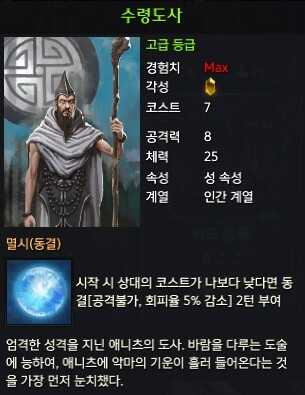 수령도사
고급 등급
경험치 Max
각성
코스트 7
공격력 8
체력 25
속성 성 속성
계열 인간 계열
멸시(동결)
시작 시 상대의 코스트가 나보다 낮다면 동
결[공격불가, 회피율 5% 감소] 2턴 부여
엄격한 성격을 지닌 애니츠의 도사. 바람을 다루는 도술
에 능하여, 애니츠에 악마의 기운이 흘러 들어온다는 것
을 가장 먼저 눈치챘다.